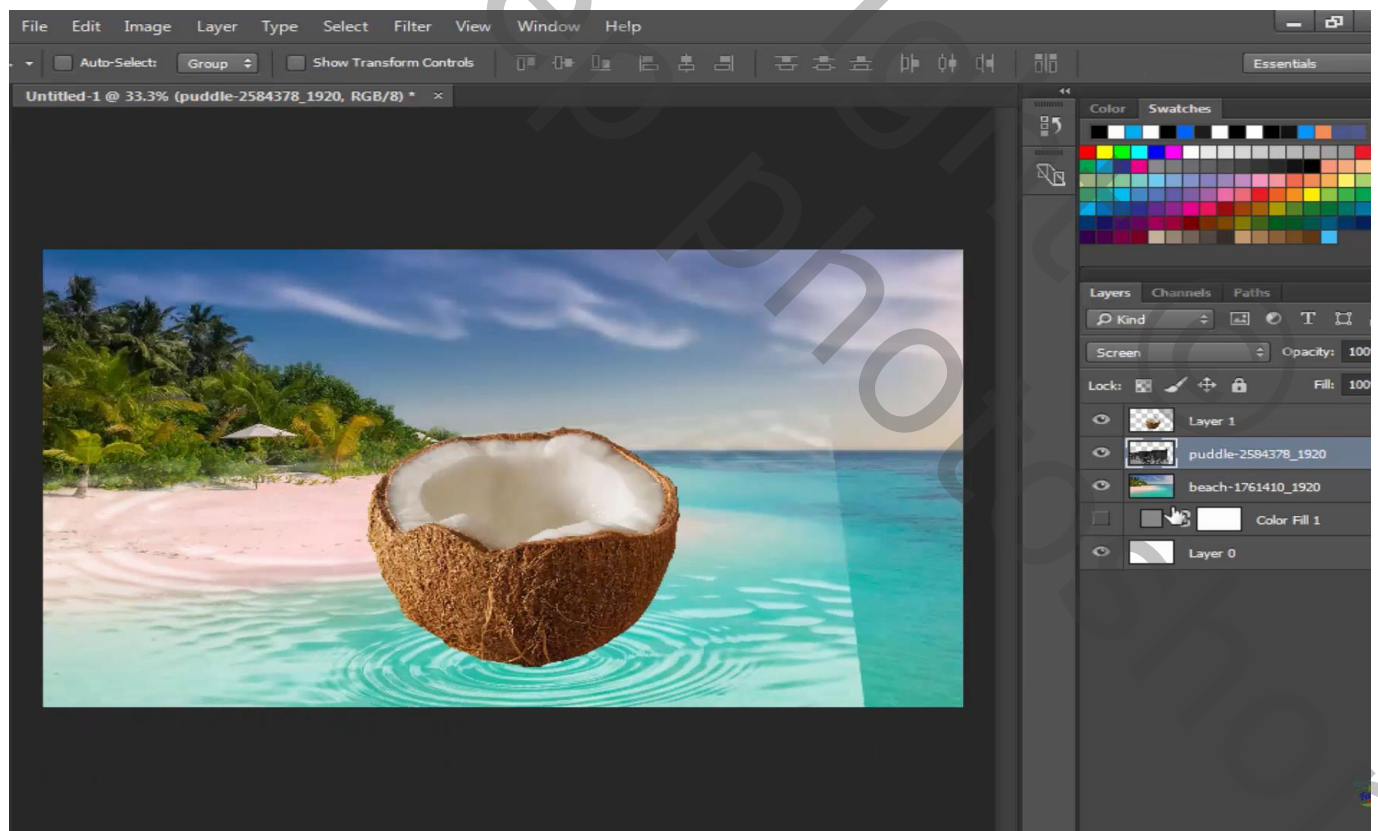 File Edit Image Layer Type Select Filter View Window Help
Auto-Select: Group Show Transform Controls Essentials
Untitled-1 @ 33.3% (puddle-2584378_1920, RGB/8) * ×
Color Swatches
Layers Channels Paths
Kind T
Screen Opacity: 100
Lock: Fill: 100
Layer 1
puddle-2584378_1920
beach-1761410_1920
Color Fill 1
Layer 0